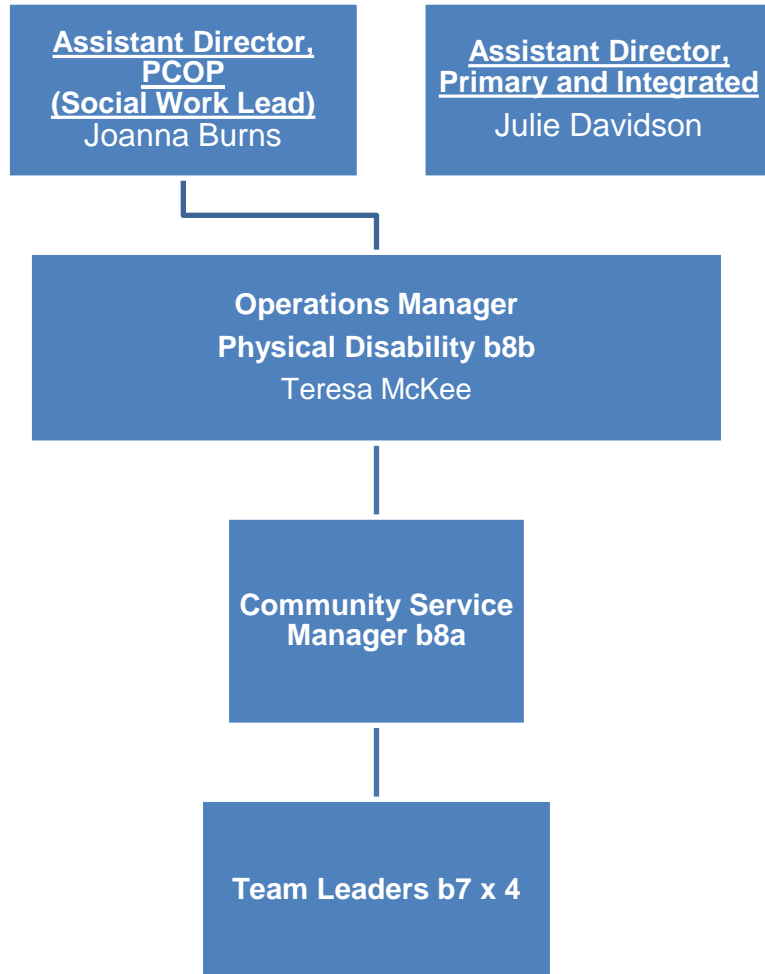 Assistant Director,
PCOP
(Social Work Lead)
Joanna Burns
Assistant Director,
Primary and Integrated
Julie Davidson
Operations Manager
Physical Disability b8b
Teresa McKee
Community Service
Manager b8a
Team Leaders b7 x 4